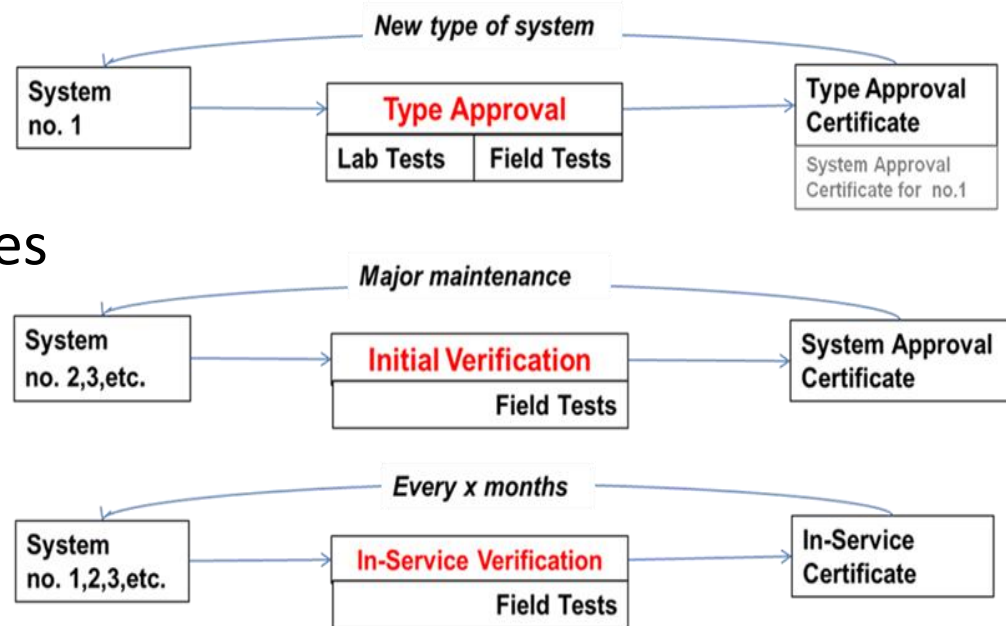 New type of system
System
no. 1
Type Approval
Lab Tests
Field Tests
Type Approval
Certificate
System Approval
Certificate for no.1
es
Major maintenance
System
no. 2,3,etc.
Initial Verification
Field Tests
System Approval
Certificate
Every x months
System
no. 1,2,3,etc.
In-Service Verification
Field Tests
In-Service
Certificate